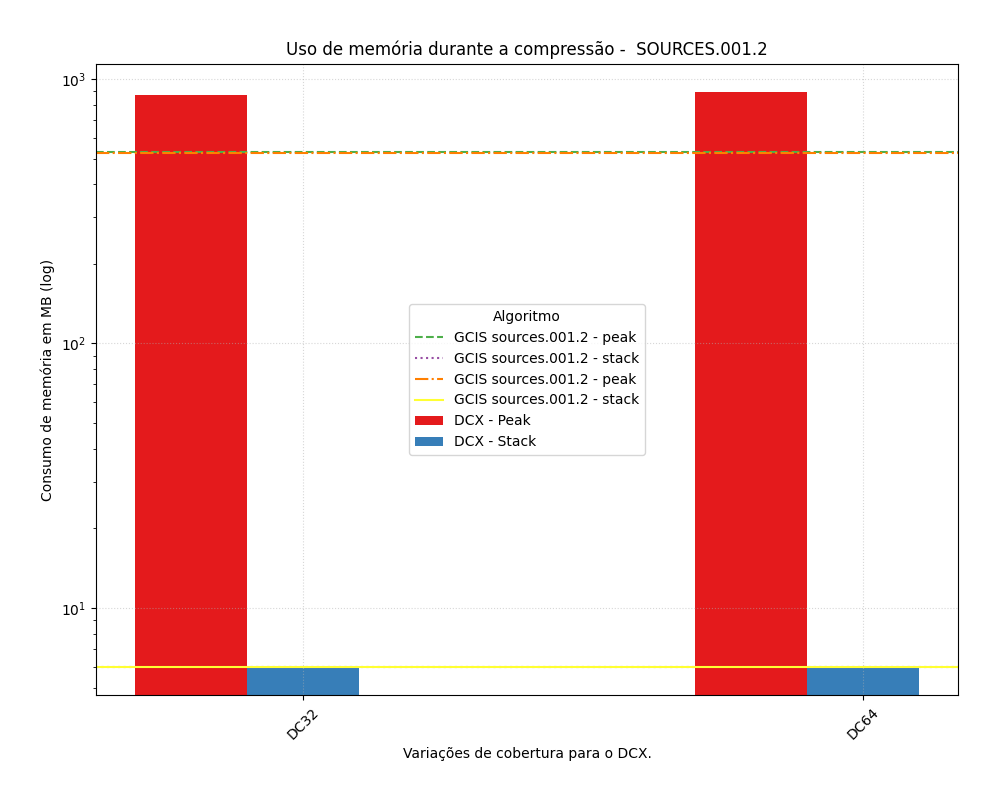 Uso de memória durante a compressão -  SOURCES.001.2
Consumo de memória em MB (log)
10³
10²
10¹
Algoritmo
GCIS sources.001.2 - peak
GCIS sources.001.2 - stack
GCIS sources.001.2 - peak
GCIS sources.001.2 - stack
DCX - Peak
DCX - Stack
DC32
DC64
Variações de cobertura para o DCX.